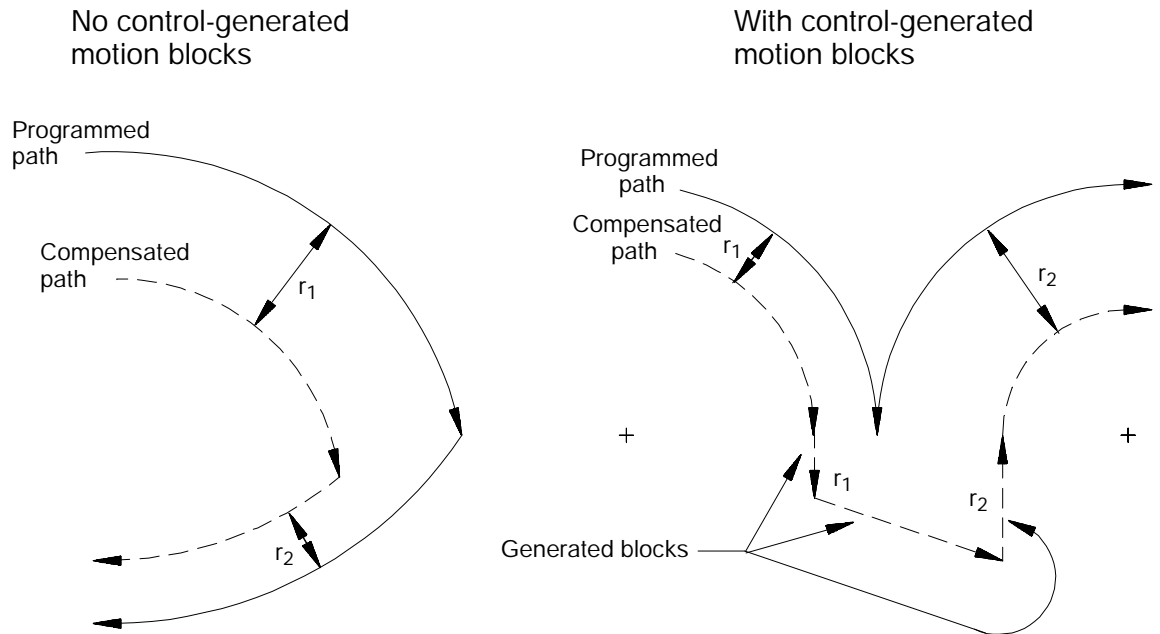 No control-generated
motion blocks
With control-generated
motion blocks
Programmed
path
Compensated
path
r1
r2
Programmed
path
Compensated
path
r1
r2
r1
r2
Generated blocks